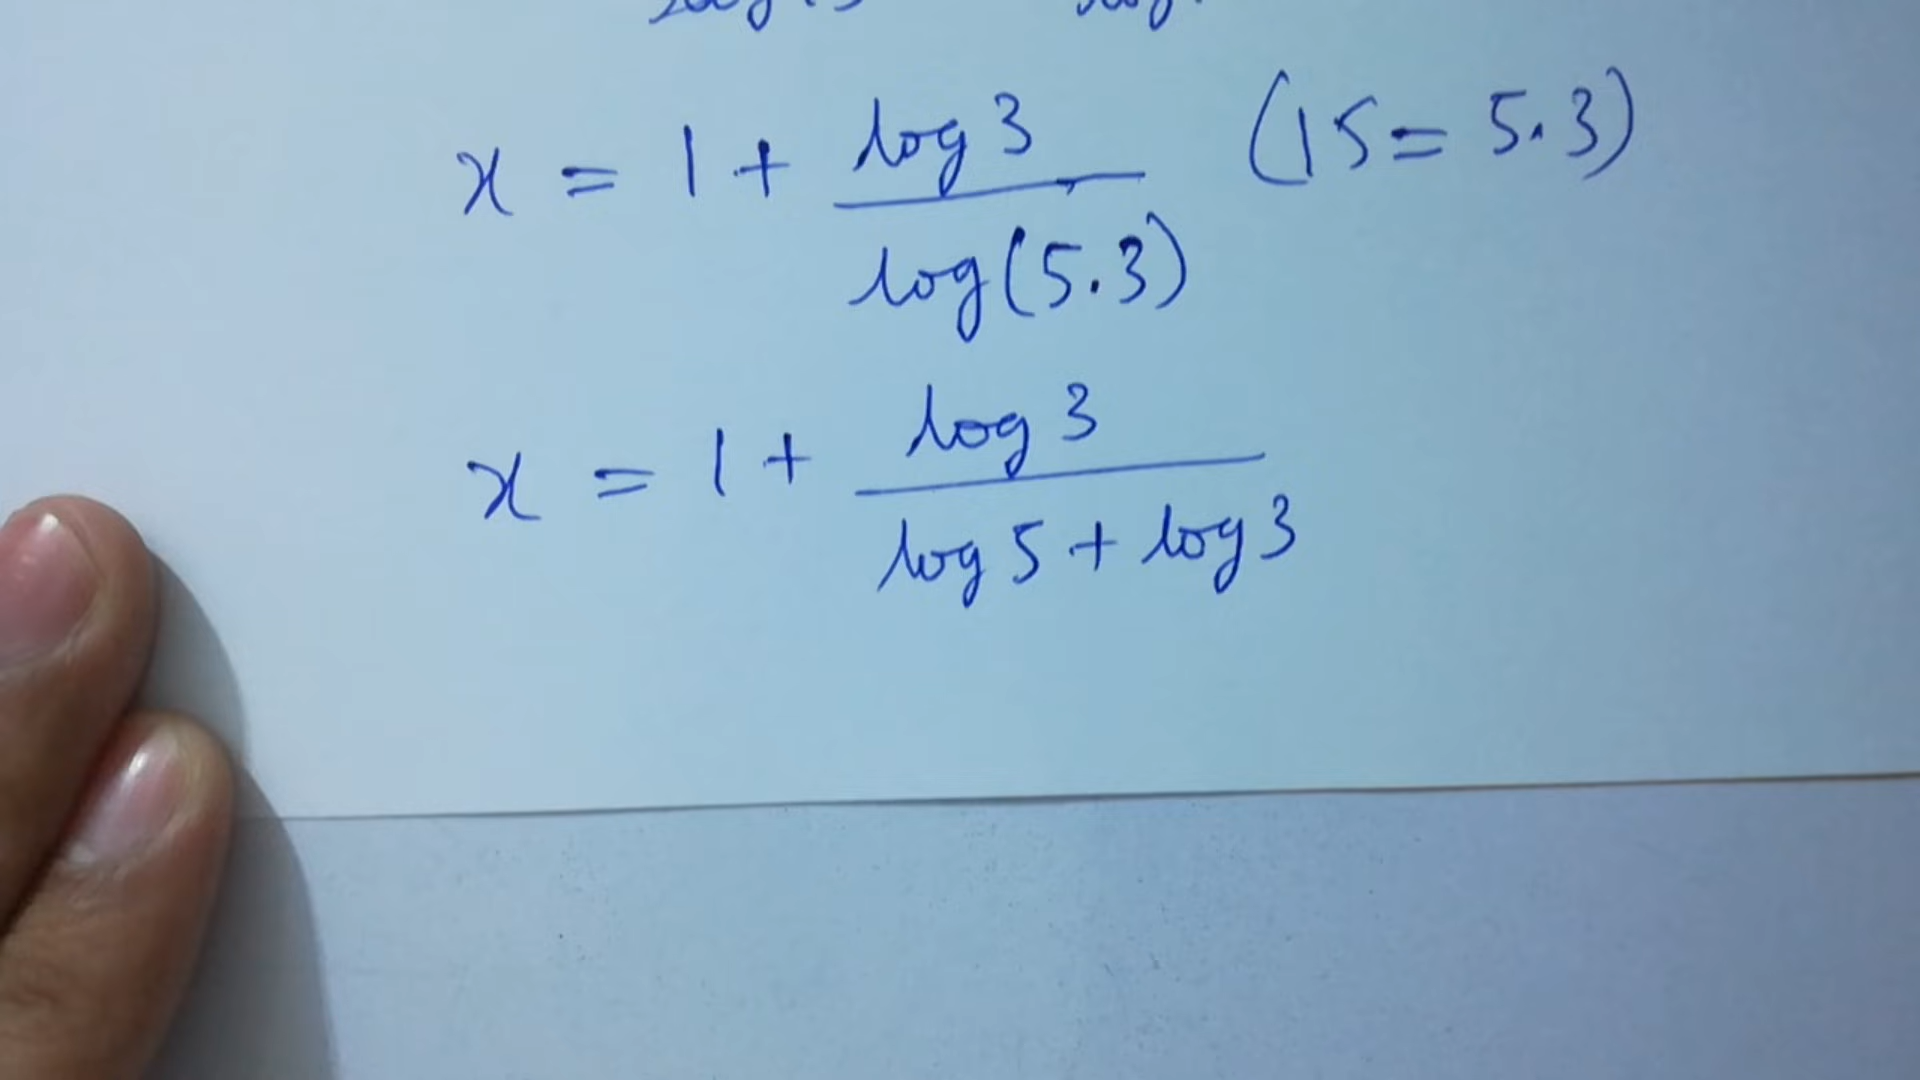 x = 1 + log 3 / log(5.3) (15 = 5.3)
x = 1 + log 3 / log 5 + log 3